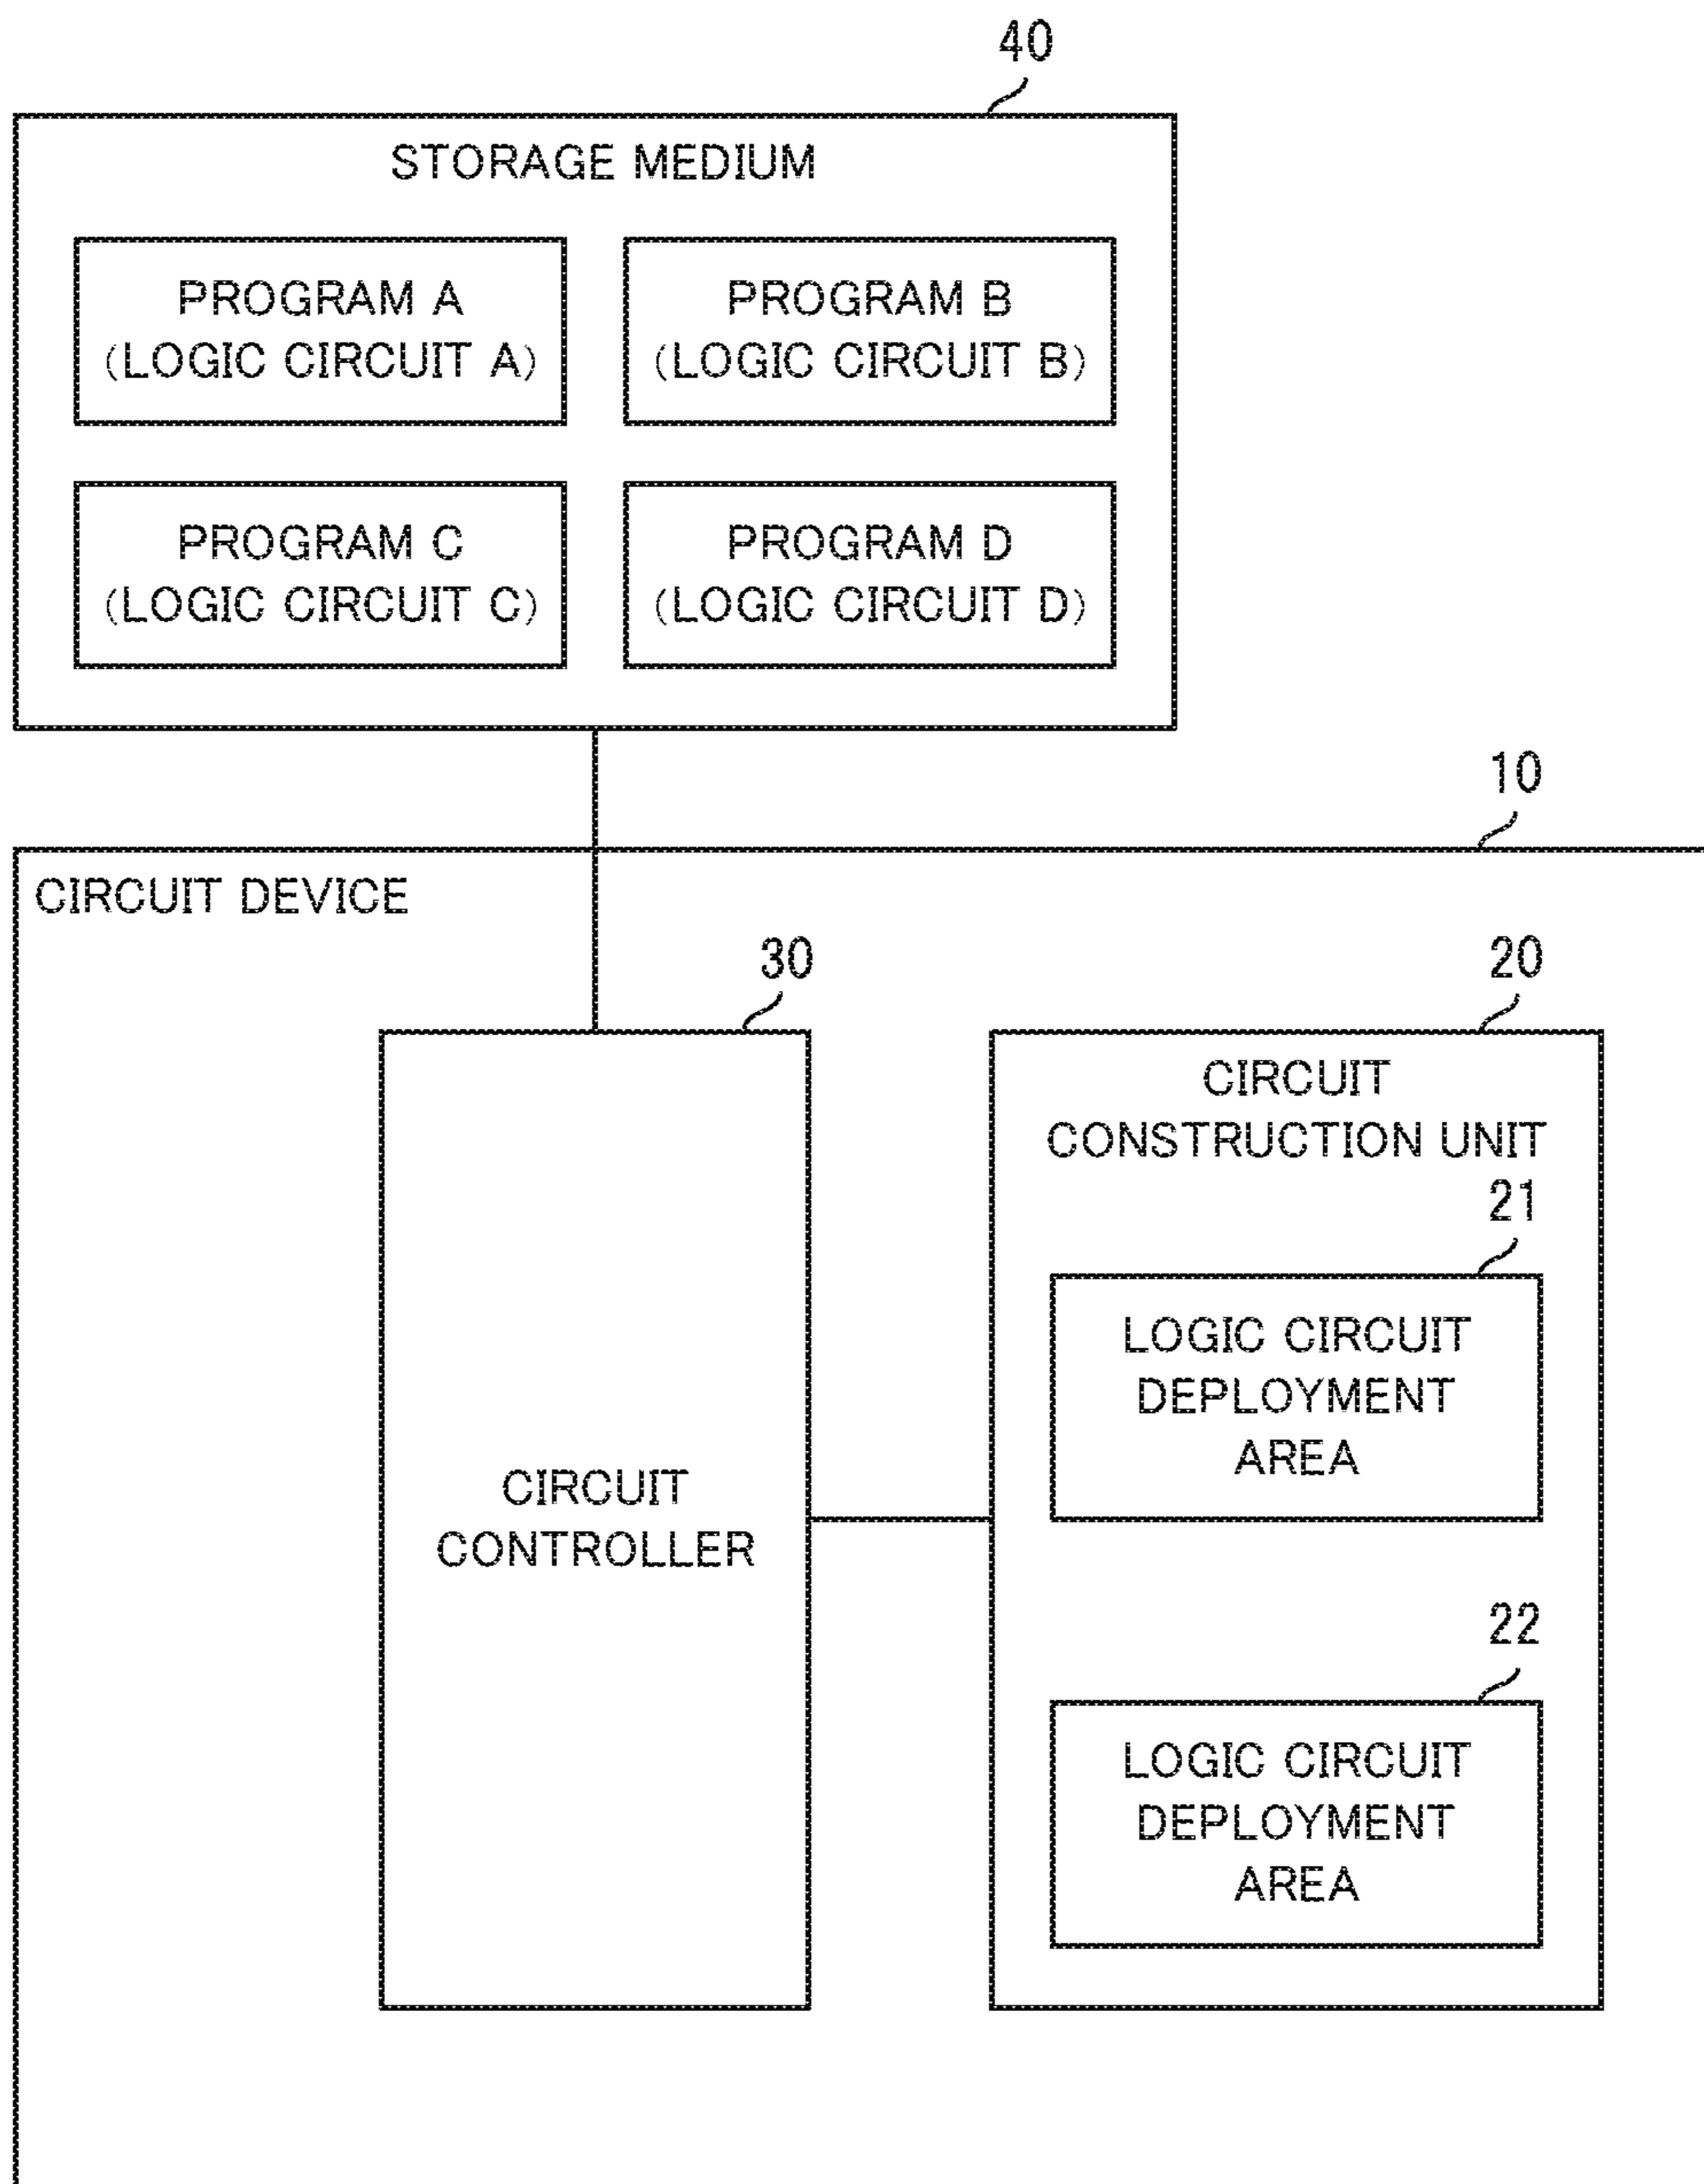 40
STORAGE MEDIUM
PROGRAM A
(LOGIC CIRCUIT A)
PROGRAM B
(LOGIC CIRCUIT B)
PROGRAM C
(LOGIC CIRCUIT C)
PROGRAM D
(LOGIC CIRCUIT D)
10
CIRCUIT DEVICE
30
CIRCUIT
CONTROLLER
20
CIRCUIT
CONSTRUCTION UNIT
21
LOGIC CIRCUIT
DEPLOYMENT
AREA
22
LOGIC CIRCUIT
DEPLOYMENT
AREA